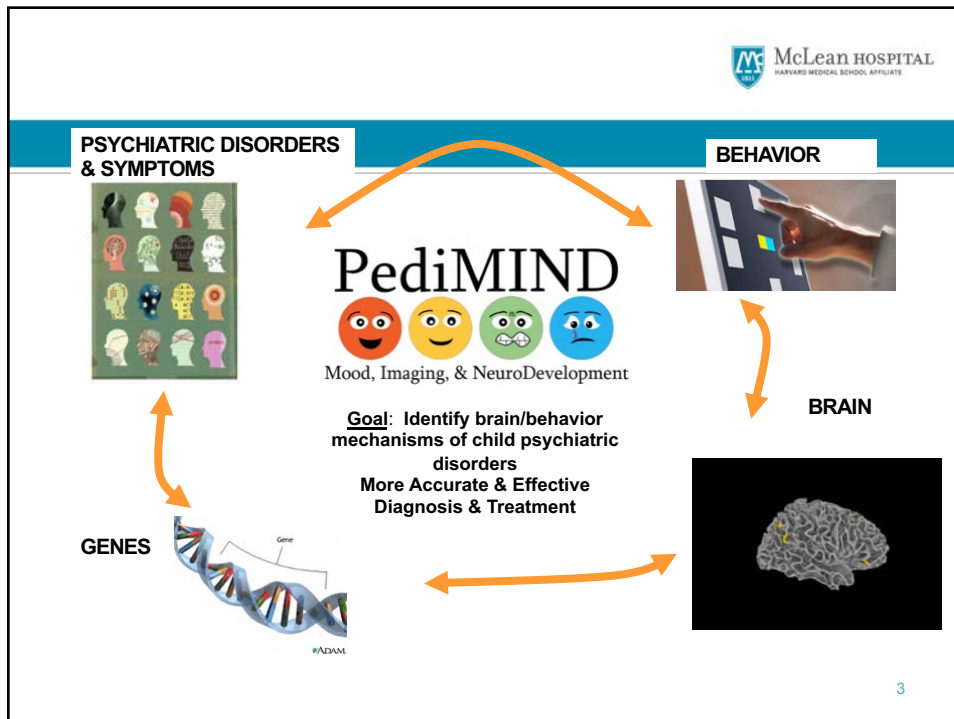 McLean HOSPITAL
HARVARD MEDICAL SCHOOL AFFILIATE
1811
PSYCHIATRIC DISORDERS
& SYMPTOMS
BEHAVIOR
PediMIND
Mood, Imaging, & NeuroDevelopment
Goal: Identify brain/behavior
mechanisms of child psychiatric
disorders
More Accurate & Effective
Diagnosis & Treatment
BRAIN
GENES
Gene
ADAM.
3